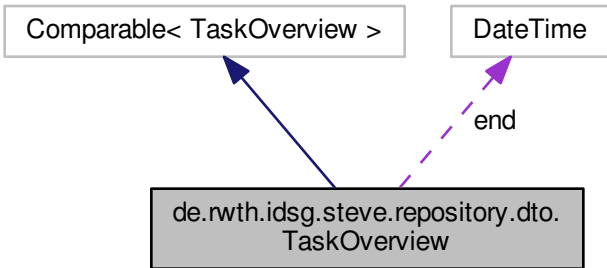 Comparable< TaskOverview >
DateTime
end
de.rwth.idsg.steve.repository.dto.
TaskOverview